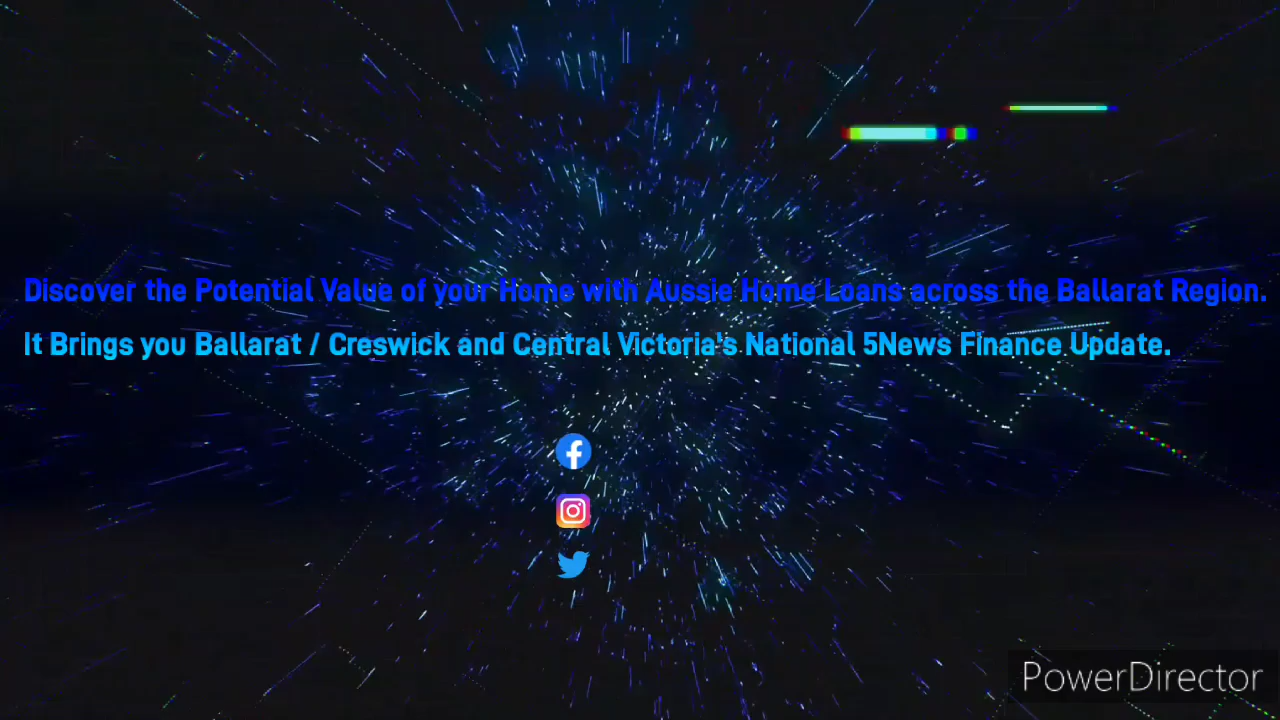 Discover the Potential Value of your Home with Aussie Home Loans across the Ballarat Region.
It Brings you Ballarat / Creswick and Central Victoria's National 5News Finance Update.
PowerDirector